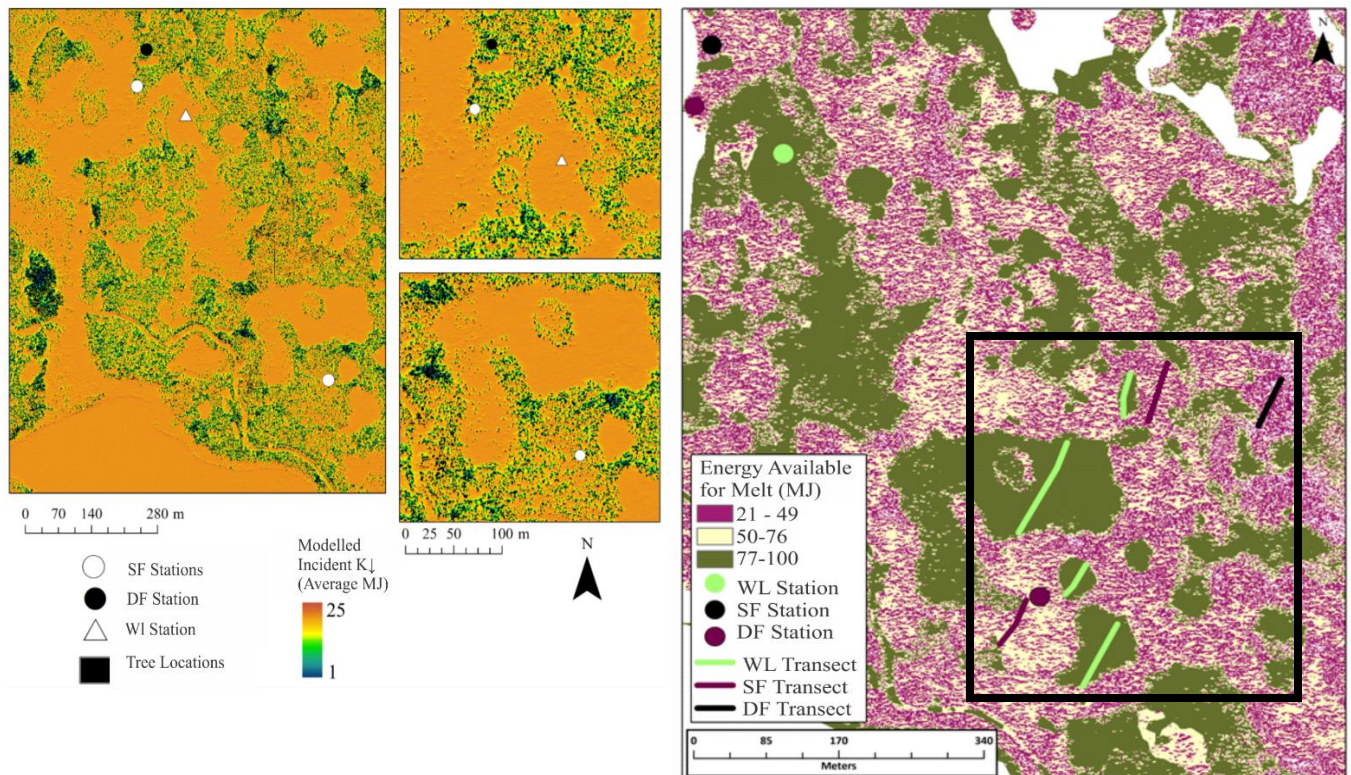 0 70 140 280 m
SF Stations
DF Station
Wl Station
Tree Locations
Modelled
Incident K↓
(Average MJ)
25
1
0 25 50 100 m
N
N
Energy Available
for Melt (MJ)
21 - 49
50-76
77-100
WL Station
SF Station
DF Station
WL Transect
SF Transect
DF Transect
0 85 170 340
Meters